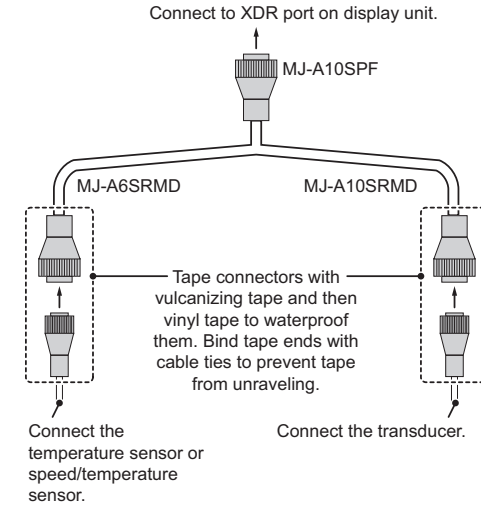 Connect to XDR port on display unit.
MJ-A10SPF
MJ-A6SRMD
MJ-A10SRMD
Tape connectors with
vulcanizing tape and then
vinyl tape to waterproof
them. Bind tape ends with
cable ties to prevent tape
from unraveling.
Connect the
temperature sensor or
speed/temperature
sensor.
Connect the transducer.